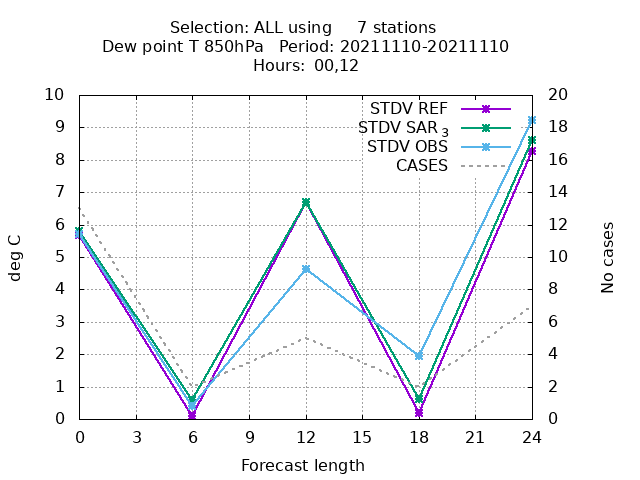 Selection: ALL using 7 stations
Dew point T 850hPa Period: 20211110-20211110
Hours: 00,12
10 20
STDV REF
9 STDV SAR 3 18
STDV OBS
8 CASES 16
7 14
6 12
deg C
5 10
No cases
4 8
3 6
2 4
1 2
0 0
0 3 6 9 12 15 18 21 24
Forecast length